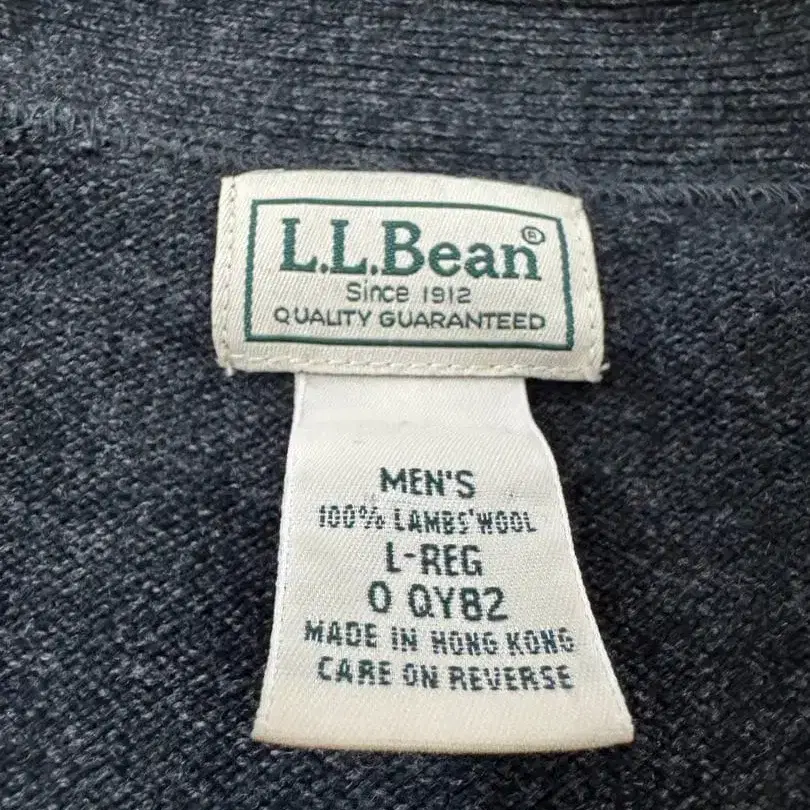 L.L.Bean®
Since 1912
QUALITY GUARANTEED
MEN'S
100% LAMBS'WOOL
L-REG
0 QY82
MADE IN HONG KONG
CARE ON REVERSE